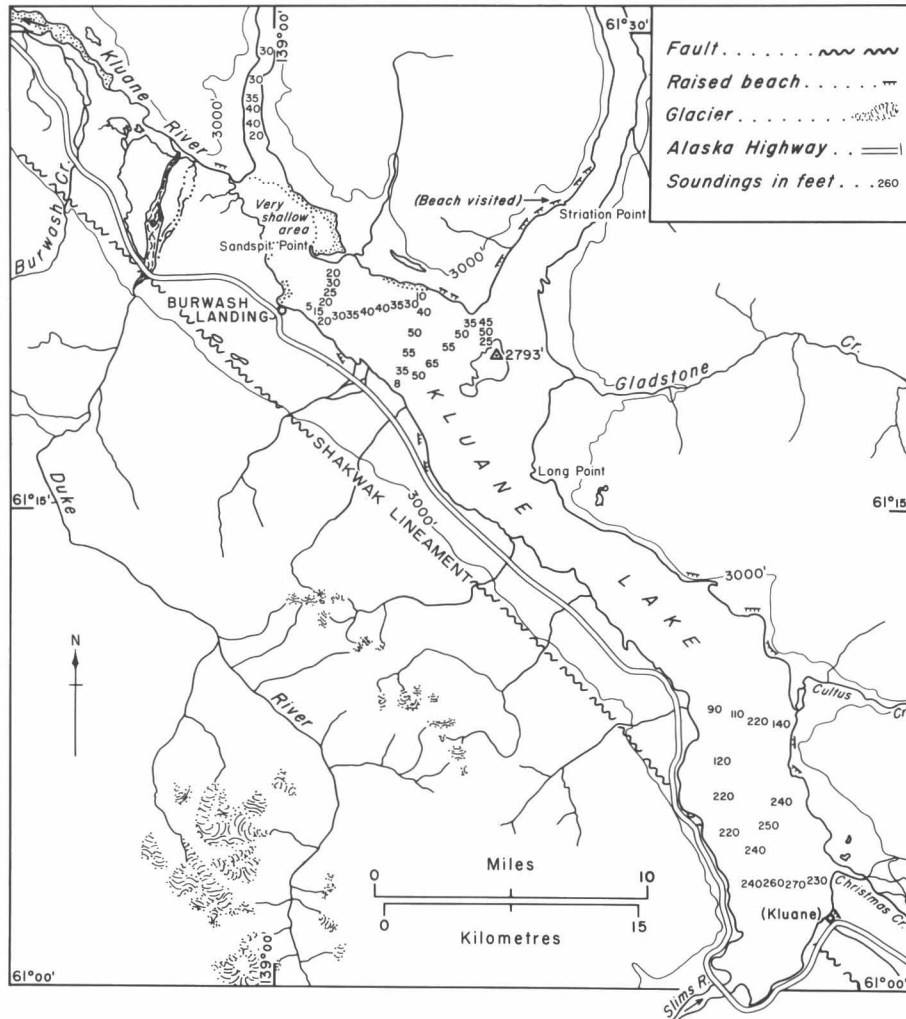 139°00'
61°30'
Fault
Raised beach
Glacier
Alaska Highway
Soundings in feet . . . 260
Kluane
River
3000'
30
30
35
40
40
20
Burwash Cr.
Very
shallow
area
Sandspit Point
(Beach visited)
Striation Point
3000'
BURWASH
LANDING
20
30
25
20
5 15
20 30 35 40 40 35 30
10
40
50
55
35
8
50
65
55
50
35 45
50
25
2793'
Gladstone
Cr.
KLUANE
LAKE
Long Point
61°15'
61°15'
Duke
River
SHAKWAK LINEAMENT
3000'
3000'
N
Cultus
Cr.
90 110 220 140
120
220
240
220
250
240
240 260 270 230
Christmas Cr.
(Kluane)
Slims R.
Miles
0 10
0 15
Kilometres
61°00'
139°00'
61°00'